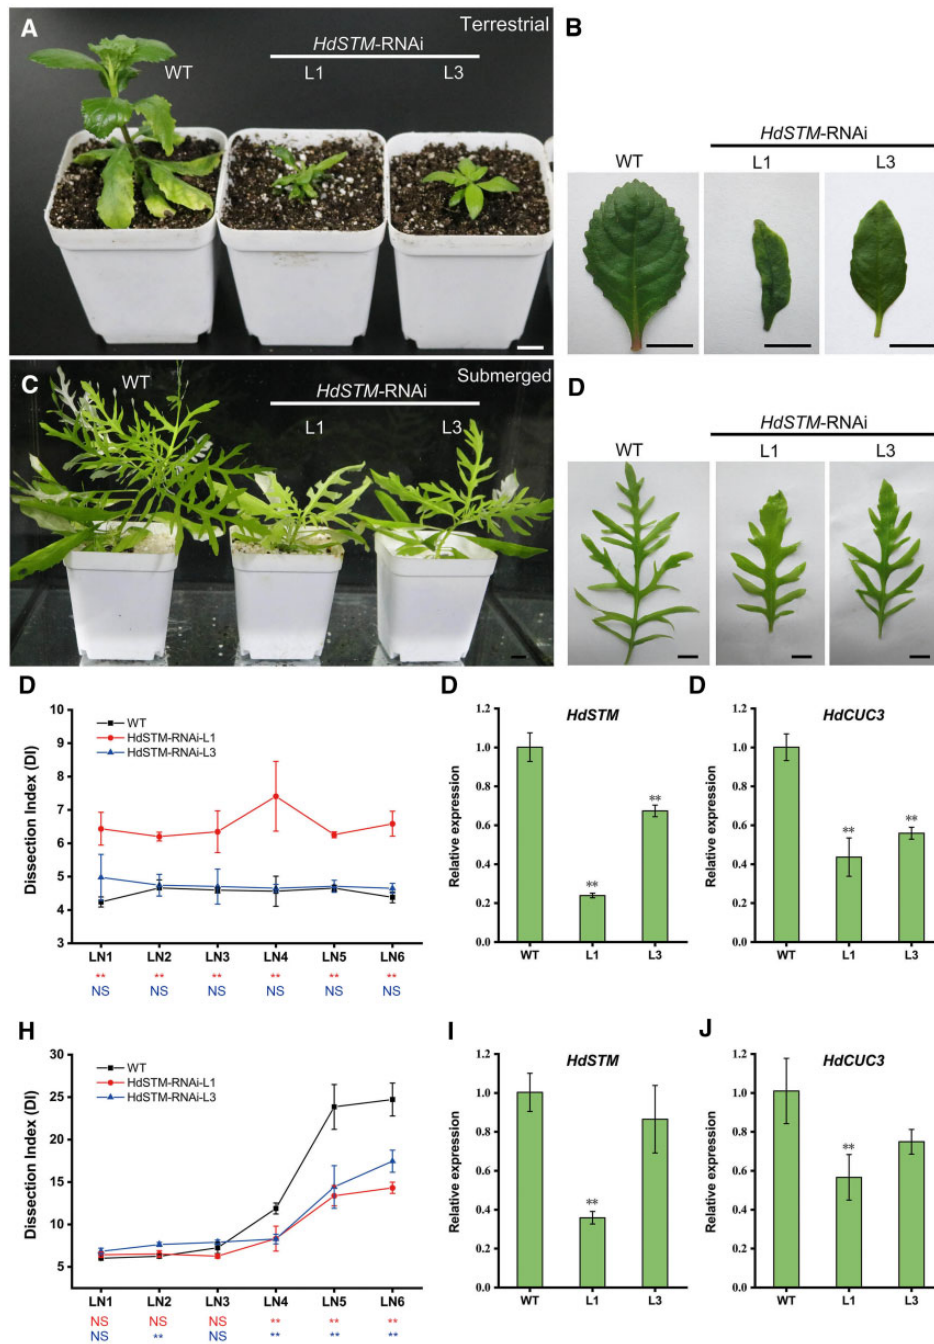 A
Terrestrial
HdSTM-RNAi
WT
L1
L3
B
HdSTM-RNAi
WT
L1
L3
C
Submerged
WT
HdSTM-RNAi
L1
L3
D
HdSTM-RNAi
WT
L1
L3
D
10
9
8
7
6
5
4
3
Dissection Index (DI)
WT
HdSTM-RNAi-L1
HdSTM-RNAi-L3
LN1 LN2 LN3 LN4 LN5 LN6
** ** ** ** ** **
NS NS NS NS NS NS
D
HdSTM
1.2
1.0
0.8
0.6
0.4
0.2
0.0
Relative expression
** **
WT L1 L3
D
HdCUC3
1.2
1.0
0.8
0.6
0.4
0.2
0.0
Relative expression
** **
WT L1 L3
H
30
25
20
15
10
5
Dissection Index (DI)
WT
HdSTM-RNAi-L1
HdSTM-RNAi-L3
LN1 LN2 LN3 LN4 LN5 LN6
NS NS NS ** ** **
NS ** NS ** ** **
I
HdSTM
1.2
1.0
0.8
0.6
0.4
0.2
0.0
Relative expression
**
WT L1 L3
J
HdCUC3
1.2
1.0
0.8
0.6
0.4
0.2
0.0
Relative expression
**
WT L1 L3